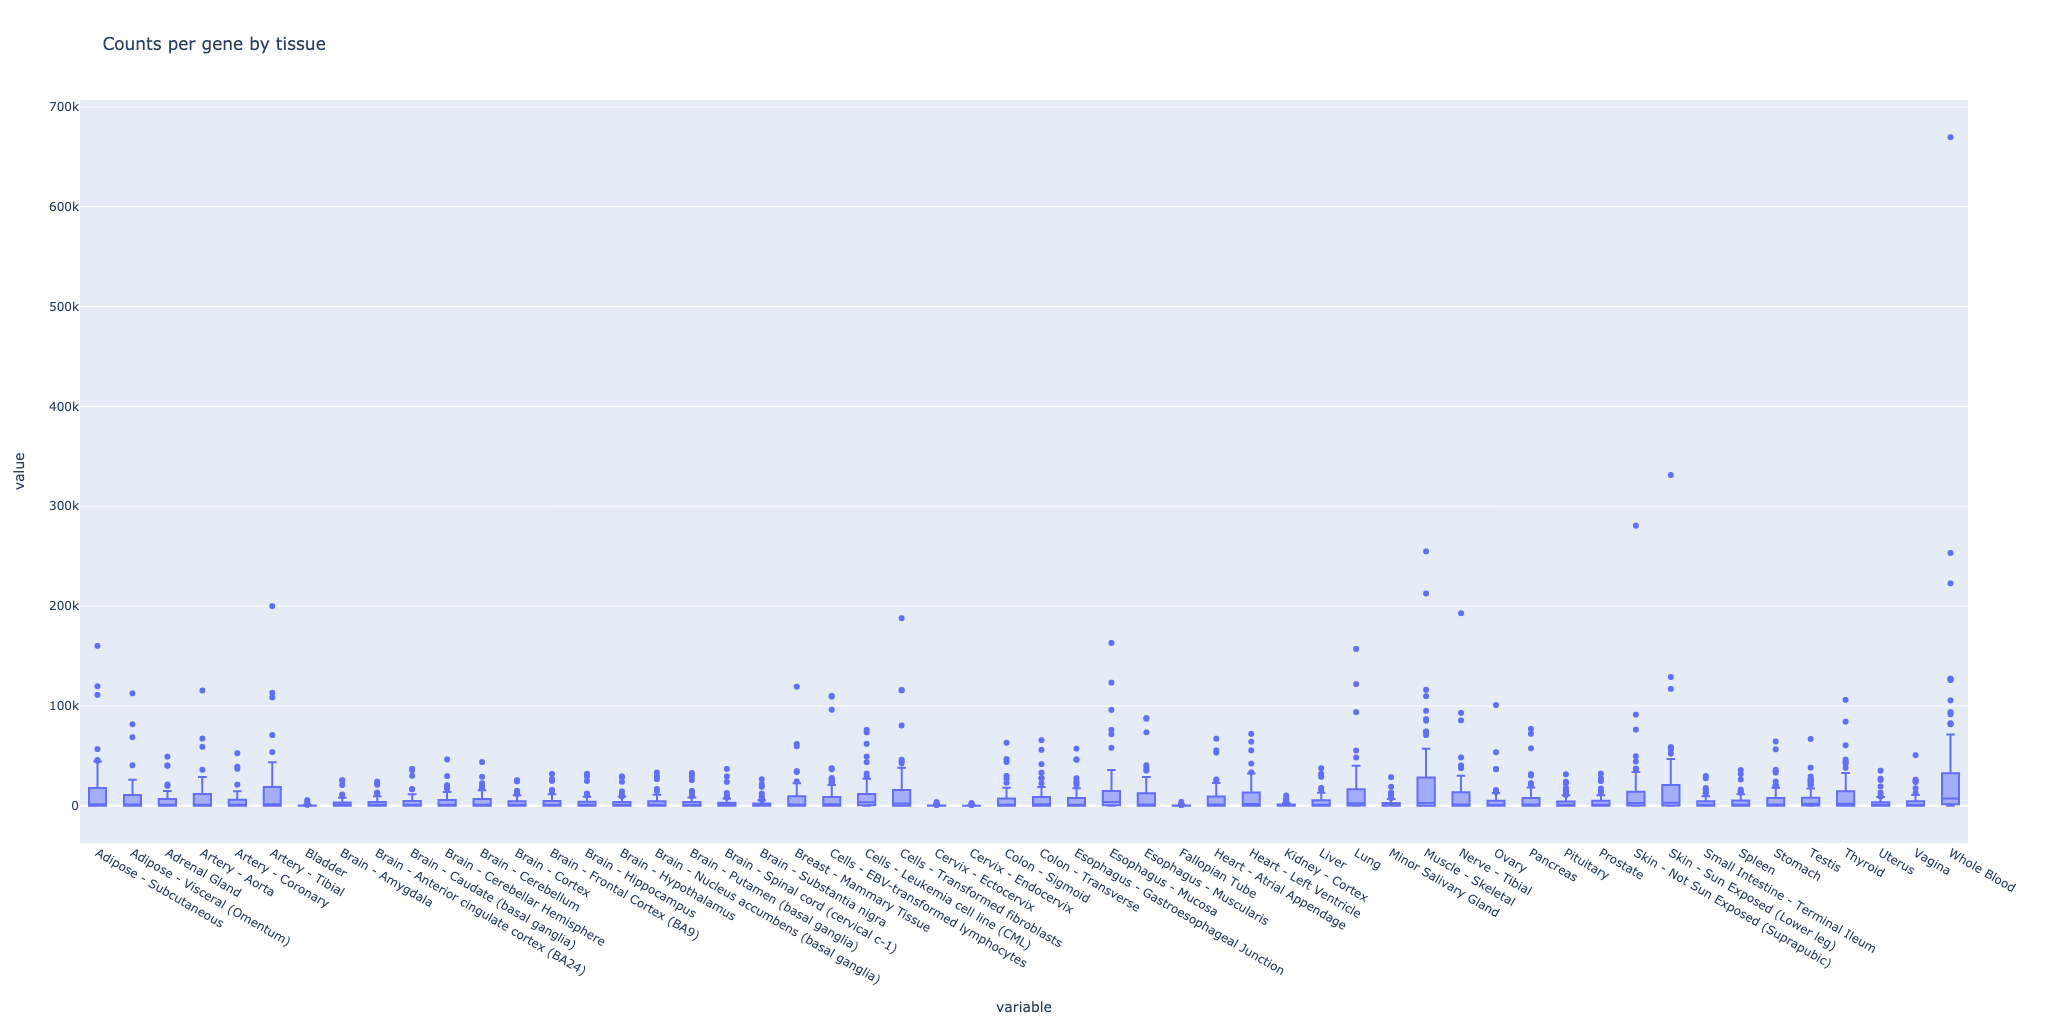 Counts per gene by tissue
700k
600k
500k
400k
300k
200k
100k
0
value
Adipose - Subcutaneous
Adipose - Visceral (Omentum)
Adrenal Gland
Artery - Aorta
Artery - Coronary
Artery - Tibial
Bladder
Brain - Amygdala
Brain - Anterior cingulate cortex (BA24)
Brain - Caudate (basal ganglia)
Brain - Cerebellar Hemisphere
Brain - Cerebellum
Brain - Cortex
Brain - Frontal Cortex (BA9)
Brain - Hippocampus
Brain - Hypothalamus
Brain - Nucleus accumbens (basal ganglia)
Brain - Putamen (basal ganglia)
Brain - Spinal cord (cervical c-1)
Brain - Substantia nigra
Breast - Mammary Tissue
Cells - EBV-transformed lymphocytes
Cells - Leukemia cell line (CML)
Cells - Transformed fibroblasts
Cervix - Ectocervix
Cervix - Endocervix
Colon - Sigmoid
Colon - Transverse
Esophagus - Gastroesophageal Junction
Esophagus - Mucosa
Esophagus - Muscularis
Fallopian Tube
Heart - Atrial Appendage
Heart - Left Ventricle
Kidney - Cortex
Liver
Lung
Minor Salivary Gland
Muscle - Skeletal
Nerve - Tibial
Ovary
Pancreas
Pituitary
Prostate
Skin - Not Sun Exposed (Suprapubic)
Skin - Sun Exposed (Lower leg)
Small Intestine - Terminal Ileum
Spleen
Stomach
Testis
Thyroid
Uterus
Vagina
Whole Blood
variable